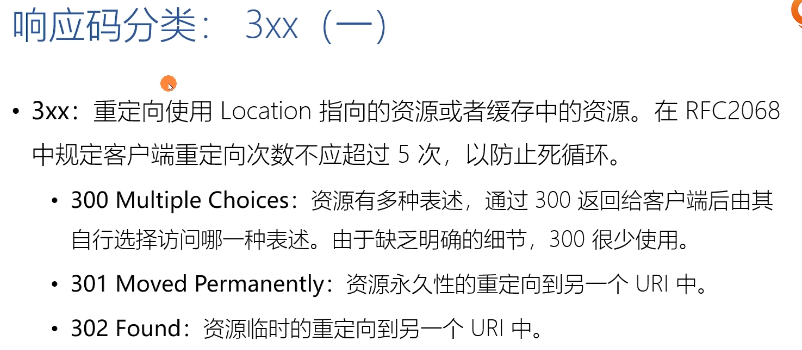 响应码分类： 3xx（一）
• 3xx：重定向使用 Location 指向的资源或者缓存中的资源。在 RFC2068
中规定客户端重定向次数不应超过 5 次，以防止死循环。
• 300 Multiple Choices：资源有多种表述，通过 300 返回给客户端后由其
自行选择访问哪一种表述。由于缺乏明确的细节，300 很少使用。
• 301 Moved Permanently：资源永久性的重定向到另一个 URI 中。
• 302 Found：资源临时的重定向到另一个 URI 中。